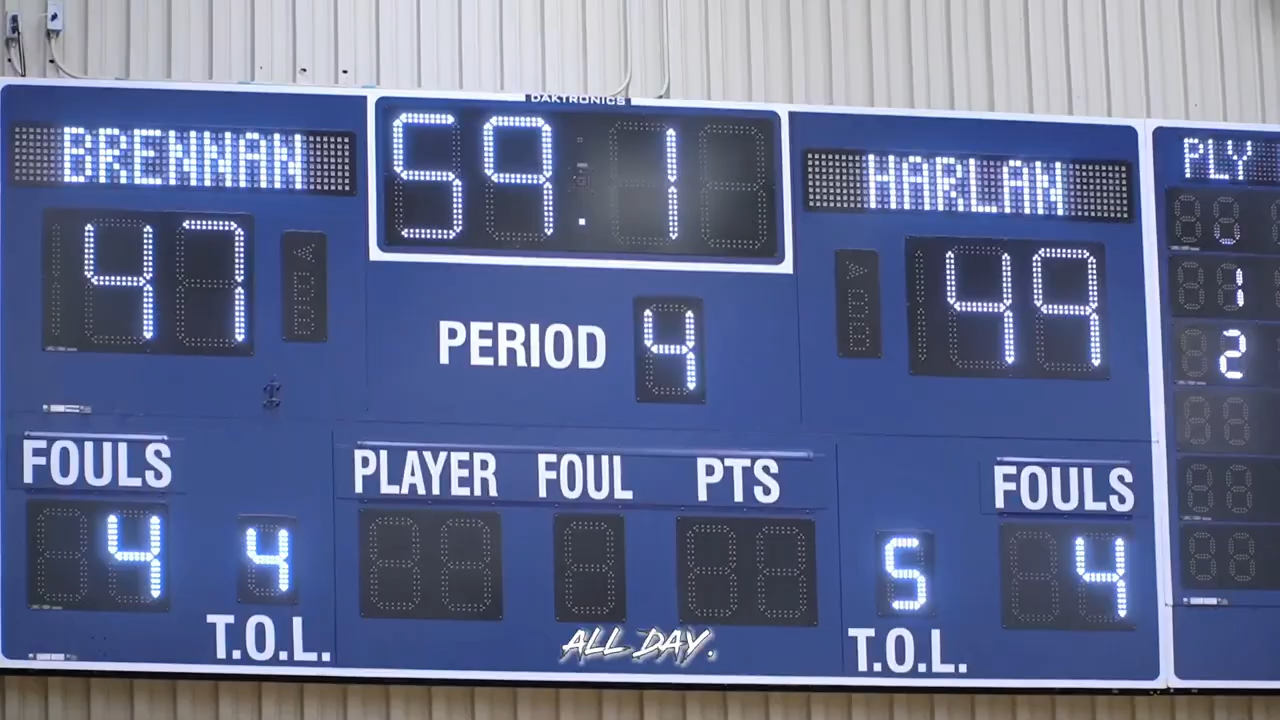 DAKTRONICS
BRENNAN
59.1
HARLAN
PLY
47
PERIOD 4
49
0
1
2
FOULS
PLAYER FOUL PTS
FOULS
4
4
5
4
T.O.L.
ALL DAY.
T.O.L.